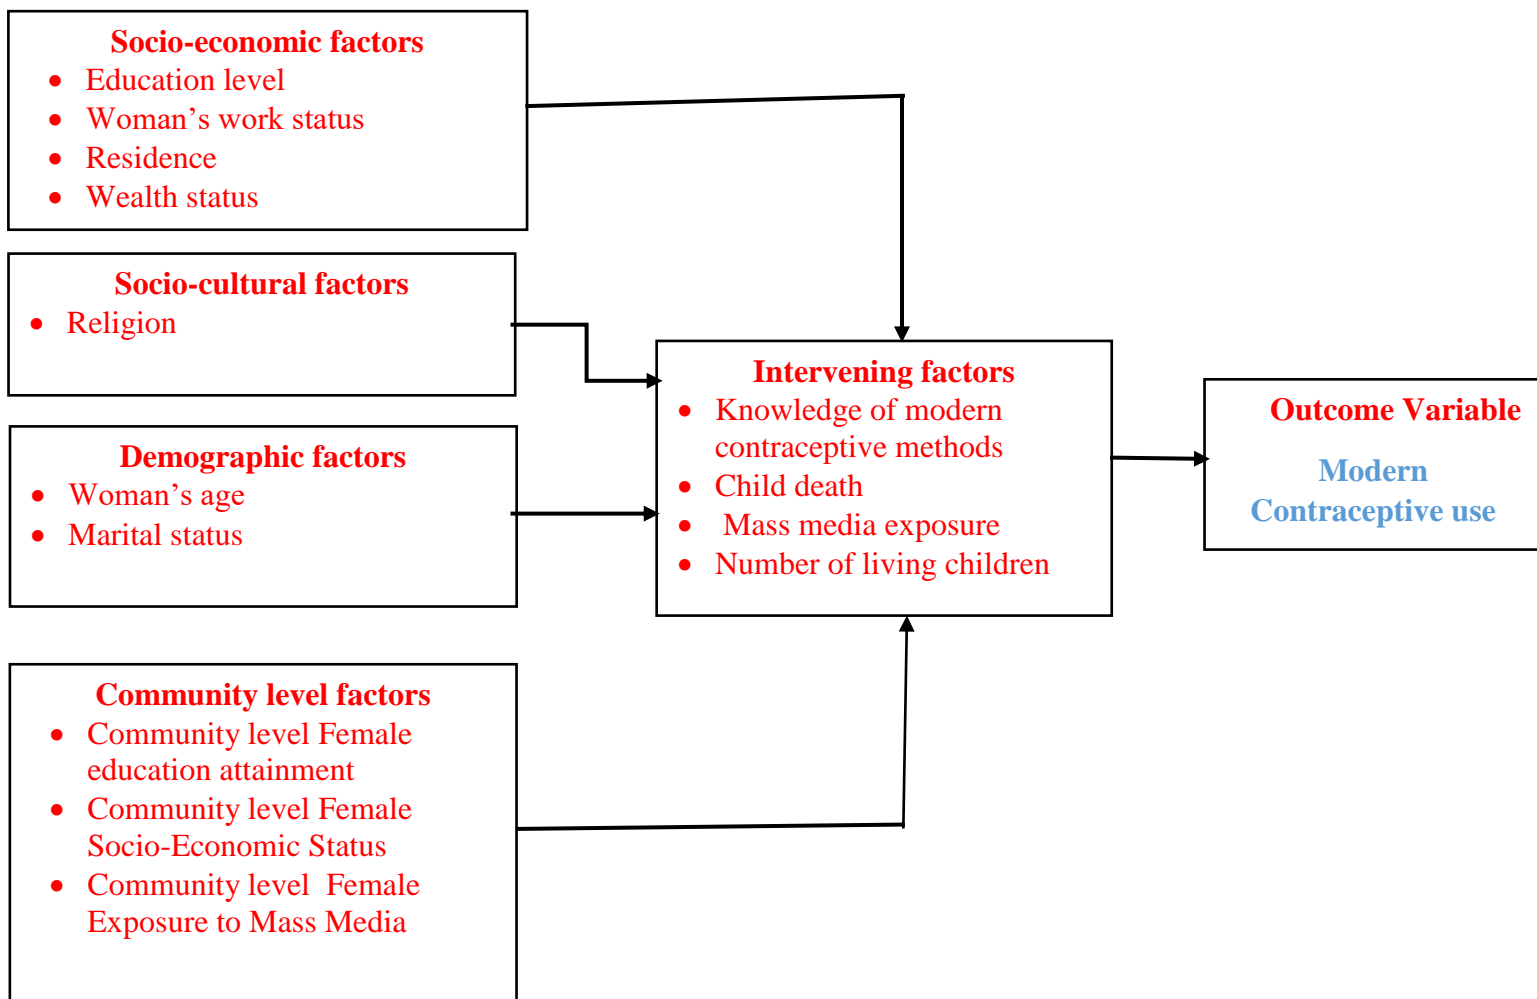 Socio-economic factors
• Education level
• Woman’s work status
• Residence
• Wealth status
Socio-cultural factors
• Religion
Demographic factors
• Woman’s age
• Marital status
Community level factors
• Community level Female
education attainment
• Community level Female
Socio-Economic Status
• Community level Female
Exposure to Mass Media
Intervening factors
• Knowledge of modern
contraceptive methods
• Child death
• Mass media exposure
• Number of living children
Outcome Variable
Modern
Contraceptive use